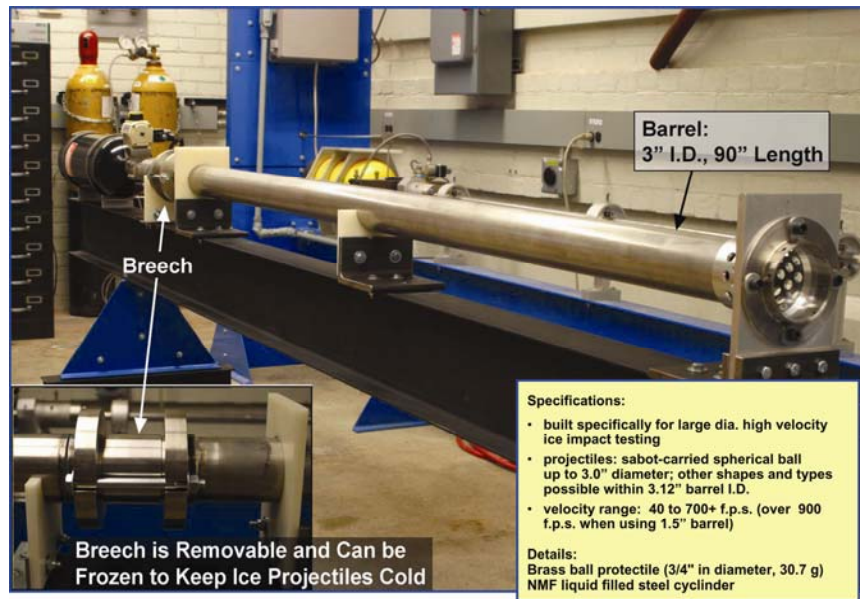 Barrel:
3" I.D., 90" Length
Breech
Breech is Removable and Can be
Frozen to Keep Ice Projectiles Cold
Specifications:
• built specifically for large dia. high velocity
ice impact testing
• projectiles: sabot-carried spherical ball
up to 3.0" diameter; other shapes and types
possible within 3.12" barrel I.D.
• velocity range: 40 to 700+ f.p.s. (over 900
f.p.s. when using 1.5" barrel)
Details:
Brass ball protectile (3/4" in diameter, 30.7 g)
NMF liquid filled steel cyclinder